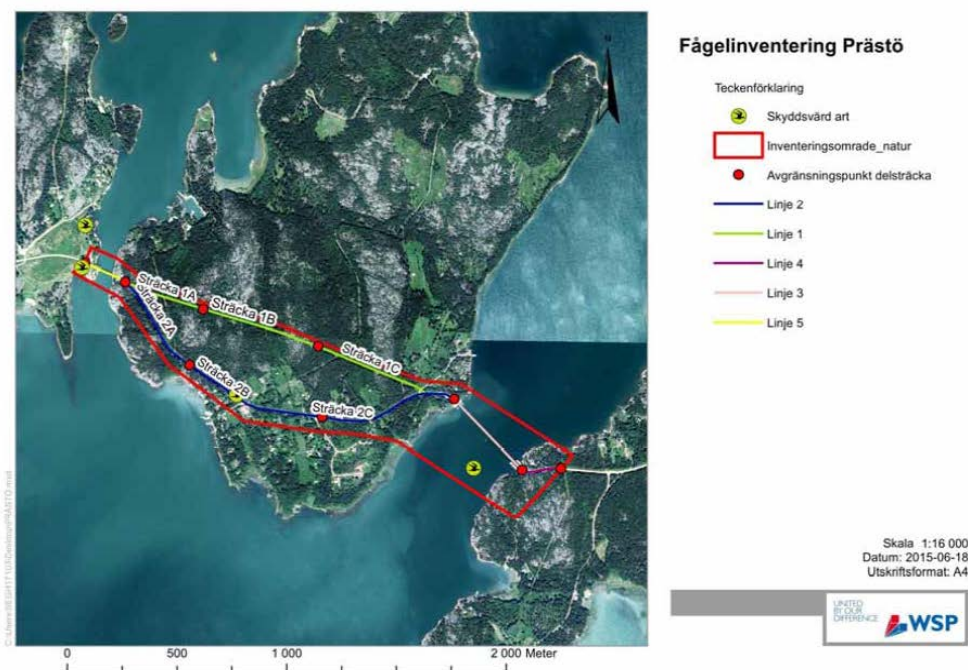 Fågelinventering Prästö
N
Teckenförklaring
Skyddsvärd art
Inventeringsomrade_natur
Avgränsningspunkt delsträcka
Linje 2
Linje 1
Linje 4
Linje 3
Linje 5
Sträcka 1A
Sträcka 1B
Sträcka 2A
Sträcka 1C
Sträcka 2B
Sträcka 2C
Skala 1:16 000
Datum: 2015-06-18
Utskriftsformat: A4
UNITED
BY OUR
DIFFERENCE
WSP
0 500 1 000 2 000 Meter